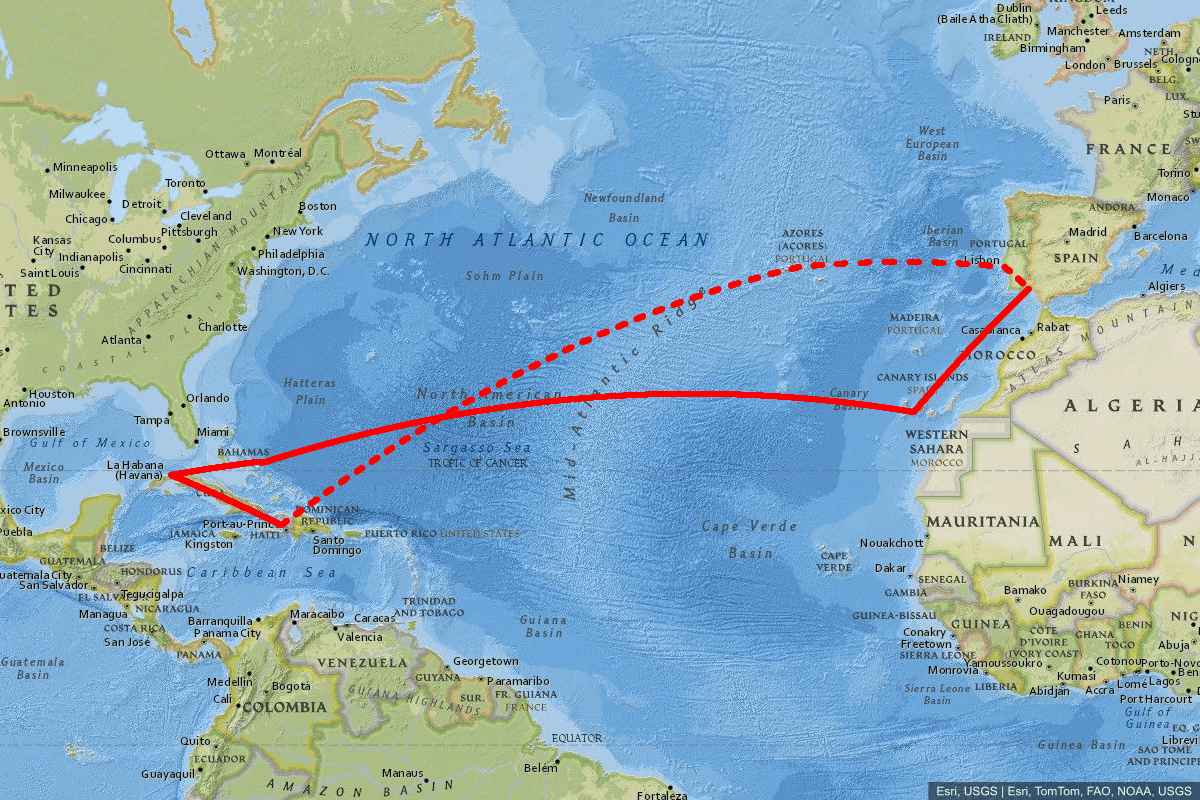 Dublin
(Baile Átha Cliath)
IRELAND
Leeds
Manchester
Birmingham
London
Amsterdam
NETH.
Brussels
Cologne
BELG.
LUX.
Paris
FRANCE
Torino
Monaco
ANDORRA
Barcelona
Madrid
SPAIN
PORTUGAL
Lisbon
Algiers
West
European
Basin
Iberian
Basin
AZORES
(AÇORES)
PORTUGAL
Newfoundland
Basin
NORTH ATLANTIC OCEAN
Sohm Plain
Ottawa
Montréal
Minneapolis
Milwaukee
Toronto
Detroit
Chicago
Cleveland
Boston
Pittsburgh
New York
Columbus
Philadelphia
Kansas
City
Indianapolis
Cincinnati
Washington, D.C.
Saint Louis
APPALACHIAN MOUNTAINS
COASTAL PLAIN
Charlotte
Atlanta
Houston
Antonio
Orlando
Tampa
Miami
Brownsville
Gulf of Mexico
Mexico
Basin
BAHAMAS
La Habana
(Havana)
Hatteras
Plain
North American
Basin
Sargasso Sea
TROPIC OF CANCER
Mid-Atlantic Ridge
MADEIRA
PORTUGAL
Casablanca
Rabat
MOROCCO
ATLAS MOUNTAINS
CANARY ISLANDS
Canary
Basin
ALGERIA
WESTERN
SAHARA
MOROCCO
MAURITANIA
MALI
Nouakchott
Cape Verde
Basin
CAPE
VERDE
Dakar
SENEGAL
GAMBIA
GUINEA-BISSAU
Bamako
BURKINA
FASO
Niamey
Ouagadougou
GUINEA
Conakry
Freetown
SIERRA LEONE
CÔTE
D'IVOIRE
(IVORY COAST)
GHANA
TOGO
BENIN
Abuja
Monrovia
Yamoussoukro
Kumasi
Cotonou
Porto-Novo
LIBERIA
Abidjan
Accra
Lomé
Lagos
Port Harcourt
Sierra Leone
Basin
Gulf of
Guinea
Guinea Basin
SAO TOME
AND PRINCIPE
Port-au-Prince
HAITI
DOMINICAN
REPUBLIC
Santo
Domingo
PUERTO RICO UNITED STATES
JAMAICA
Kingston
BELIZE
GUATEMALA
Guatemala City
HONDORUS
San Salvador
EL SALVADOR
Tegucigalpa
NICARAGUA
Managua
COSTA RICA
San José
PANAMA
Panama City
Caribbean Sea
Guatemala
Basin
Barranquilla
Maracaibo
Caracas
Valencia
TRINIDAD
AND TOBAGO
VENEZUELA
Guiana
Basin
Georgetown
GUYANA
Paramaribo
SUR.
FR. GUIANA
FRANCE
GUIANA HIGHLANDS
Medellín
Bogotá
Cali
COLOMBIA
Quito
ECUADOR
Guayaquil
EQUATOR
Manaus
Belém
AMAZON BASIN
Fortaleza
Esri, USGS | Esri, TomTom, FAO, NOAA, USGS